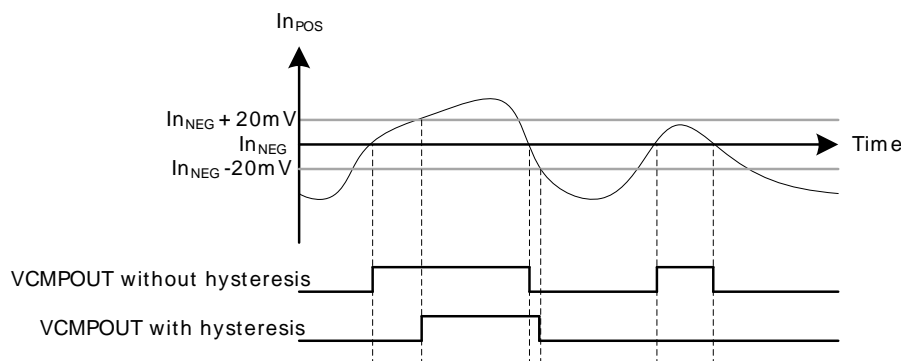 InPOS
InNEG + 20mV
InNEG
Time
InNEG -20mV
VCMPOUT without hysteresis
VCMPOUT with hysteresis